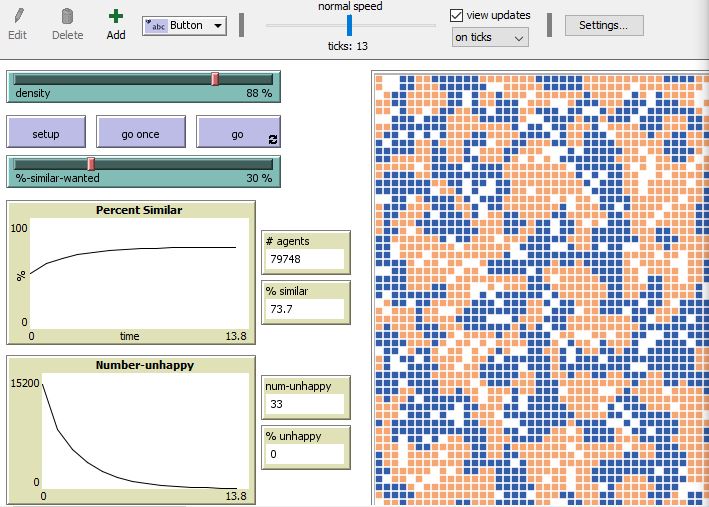 normal speed
Edit
Delete
Add
abc Button
ticks: 13
view updates
on ticks
Settings...
density 88 %
setup
go once
go
%-similar-wanted 30 %
Percent Similar
100
%
0
0 time 13.8
# agents
79748
% similar
73.7
Number-unhappy
15200
0
0 13.8
num-unhappy
33
% unhappy
0